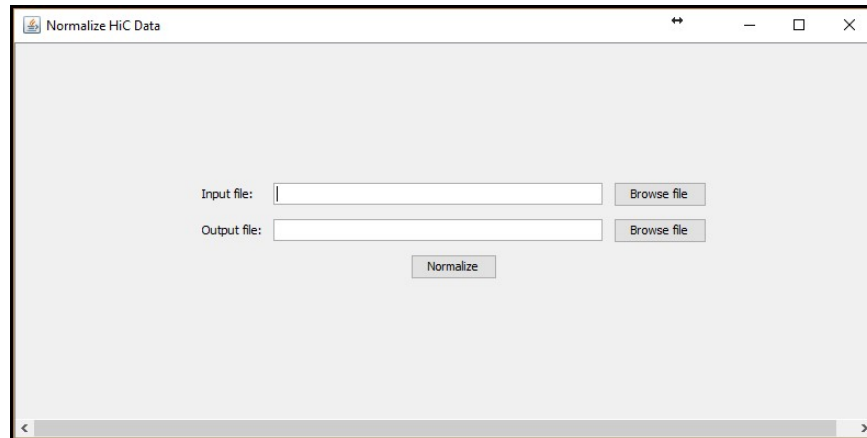 Normalize HiC Data
Input file: Browse file
Output file: Browse file
Normalize